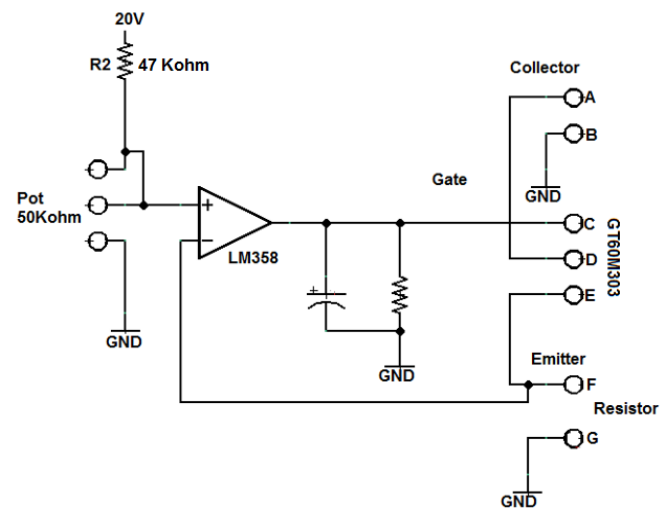 20V
R2 47 Kohm
Collector
A
B
GND
Pot
50Kohm
Gate
+
-
LM358
C
D
GT60M303
E
+
GND
GND
Emitter
F
Resistor
G
GND